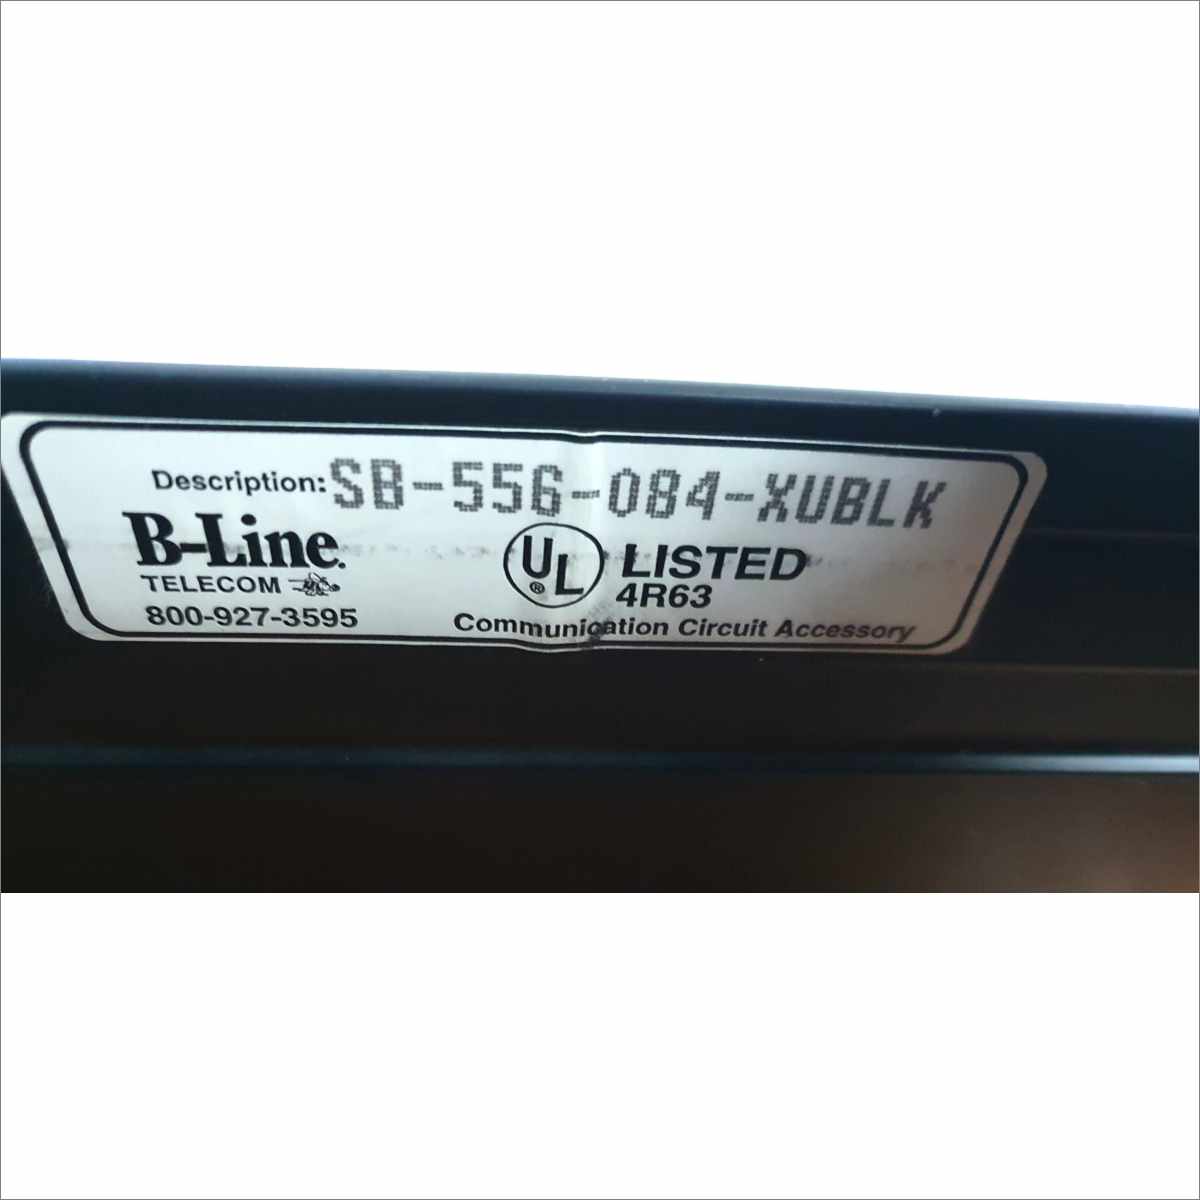 Description: SB-556-084-XUBLK
B-Line.
TELECOM
800-927-3595
UL® LISTED
4R63
Communication Circuit Accessory